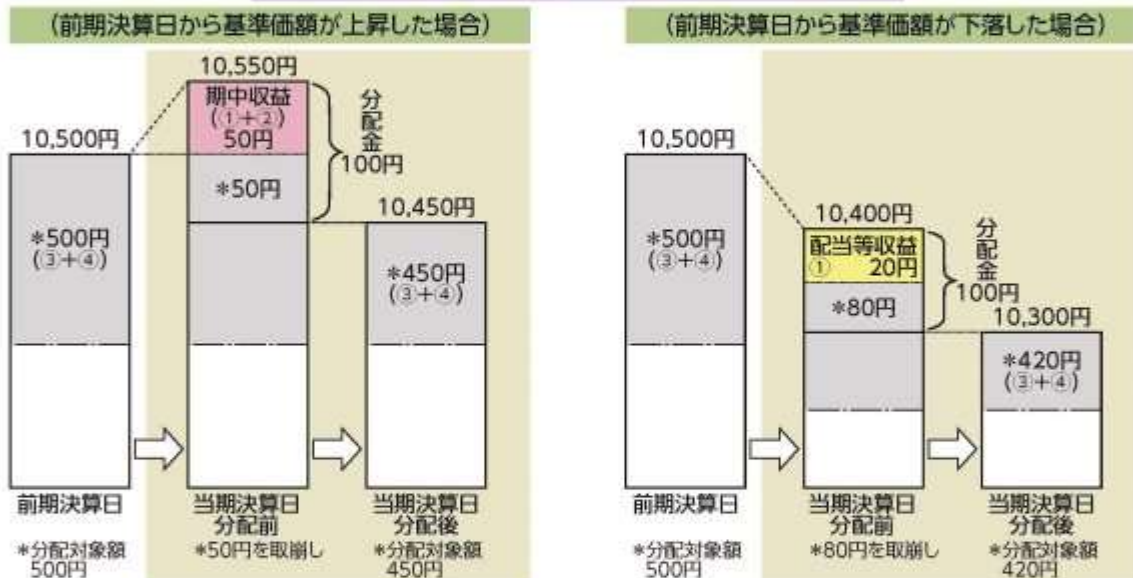 (前期決算日から基準価額が上昇した場合)
10,550円
期中収益
(①+②)
50円
*50円
分配金
100円
10,500円
*500円
(③+④)
10,450円
*450円
(③+④)
前期決算日
当期決算日
分配前
当期決算日
分配後
*分配対象額
500円
*50円を取崩し
*分配対象額
450円
(前期決算日から基準価額が下落した場合)
10,500円
*500円
(③+④)
10,400円
配当等収益
① 20円
*80円
分配金
100円
10,300円
*420円
(③+④)
前期決算日
当期決算日
分配前
当期決算日
分配後
*分配対象額
500円
*80円を取崩し
*分配対象額
420円